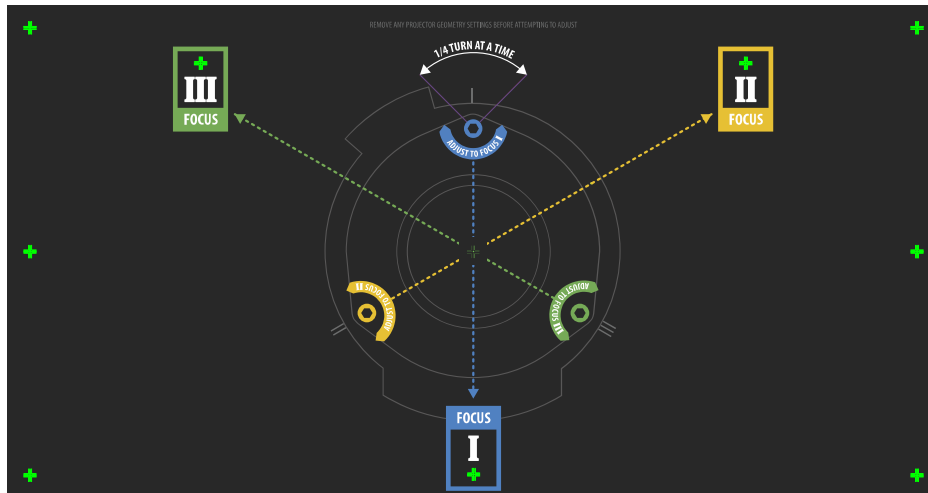 REMOVE ANY PROJECTOR GEOMETRY SETTINGS BEFORE ATTEMPTING TO ADJUST
1/4 TURN AT A TIME
III
FOCUS
II
FOCUS
ADJUST TO FOCUS I
ADJUST TO FOCUS II
ADJUST TO FOCUS III
FOCUS
I